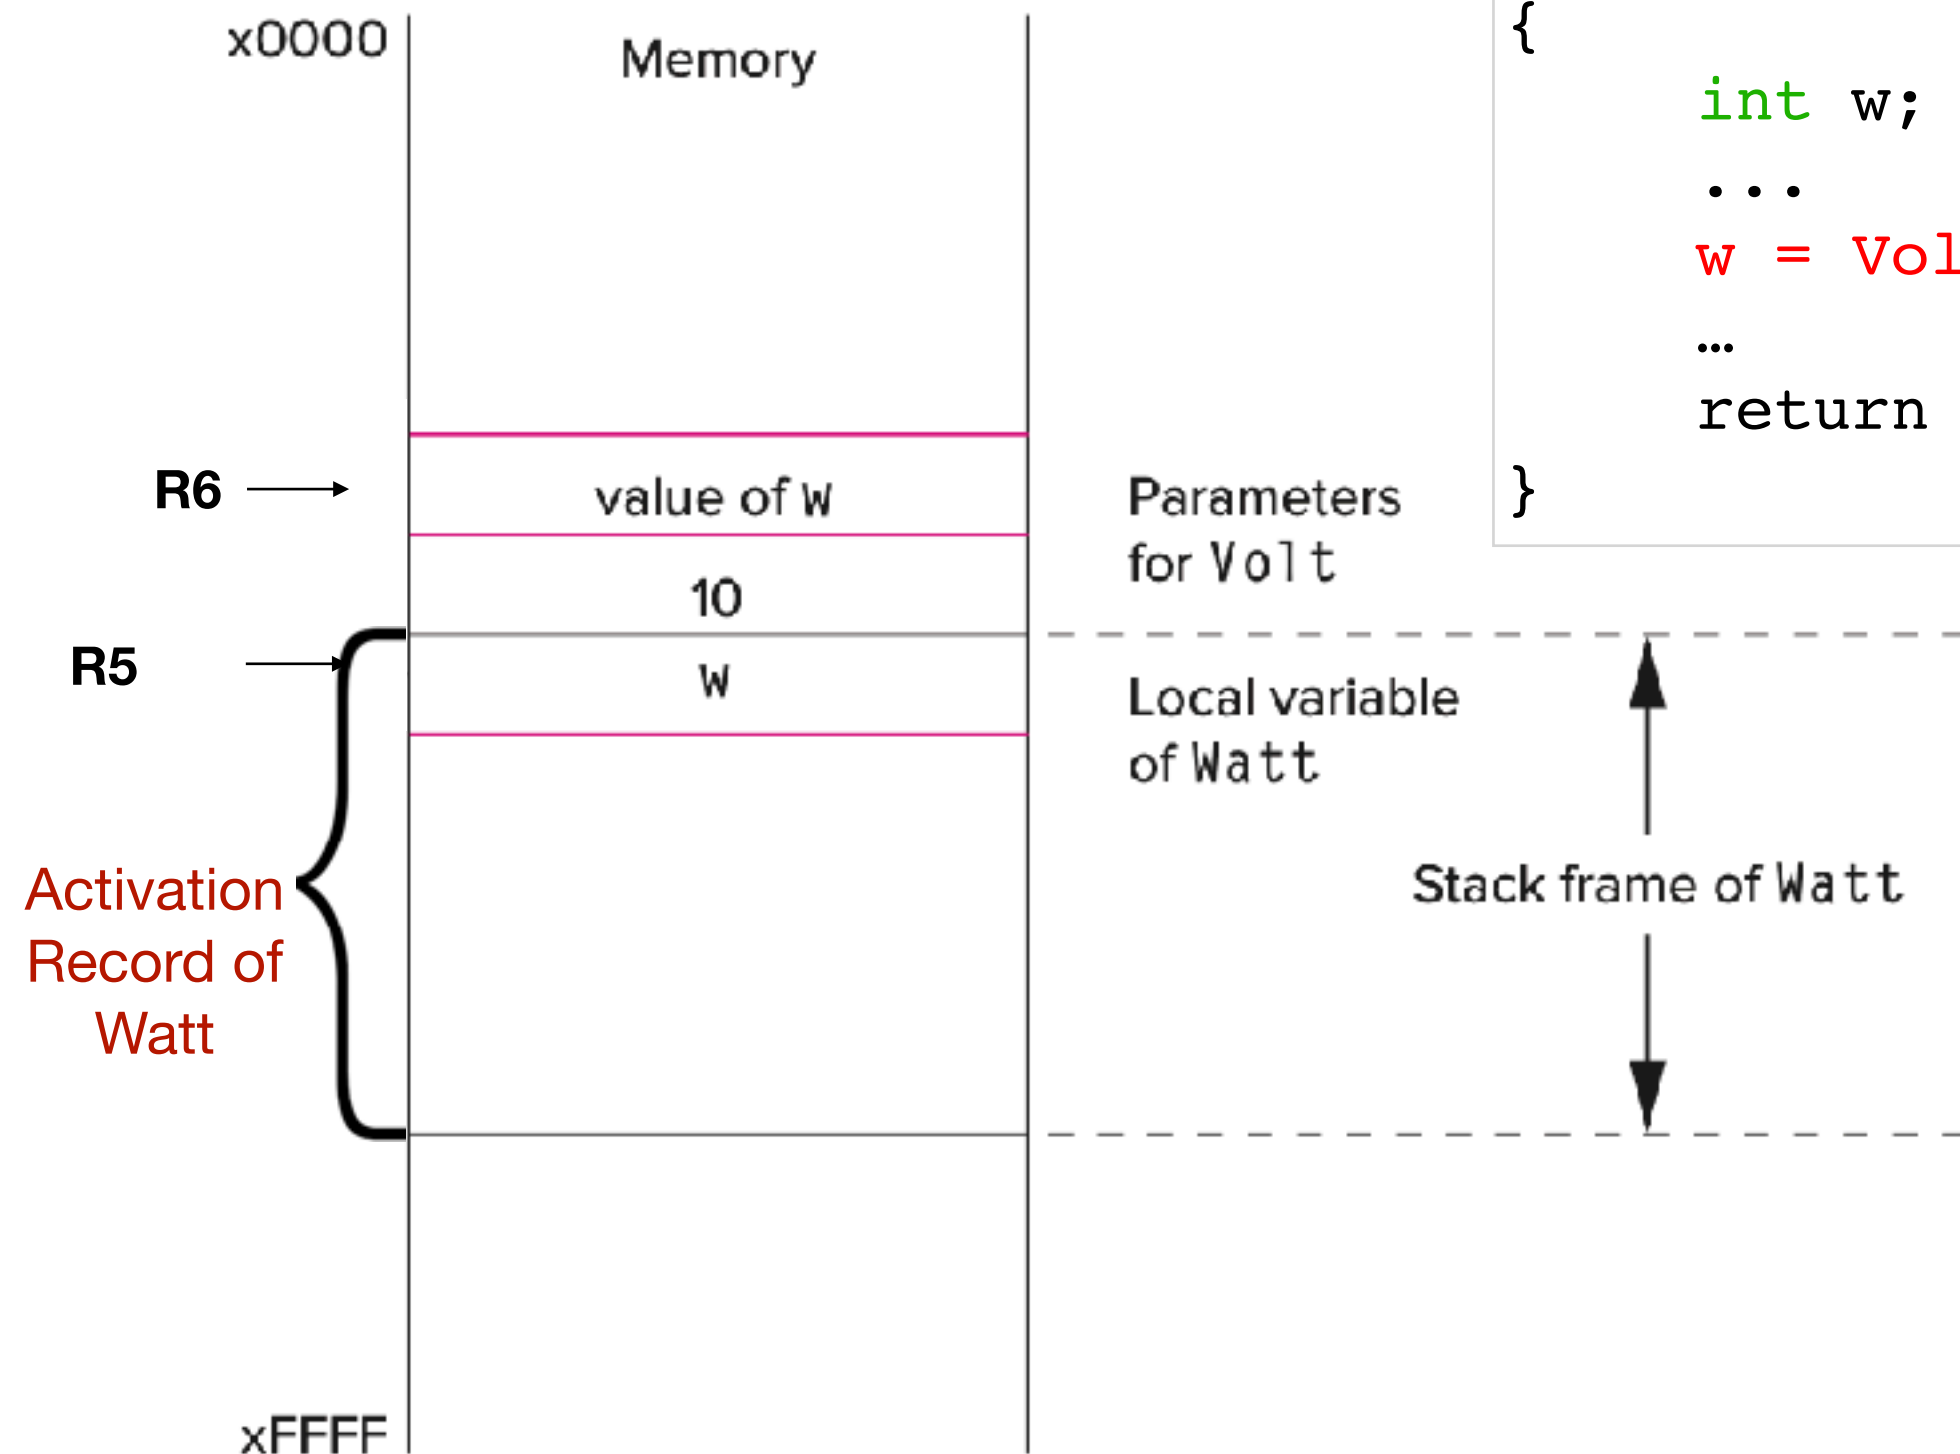 x0000
Memory
{
int w;
...
w = Vol
…
return
}
R6
value of w
Parameters
for Volt
10
R5
w
Local variable
of Watt
Activation
Record of
Watt
Stack frame of Watt
xFFFF